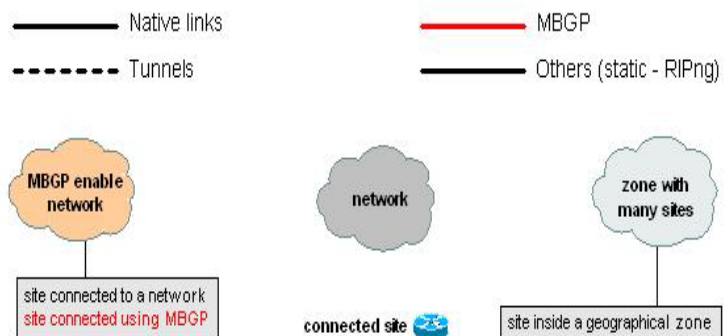 Native links
MBGP
Tunnels
Others (static - RIPng)
MBGP enable
network
network
zone with
many sites
site connected to a network
site connected using MBGP
connected site
site inside a geographical zone